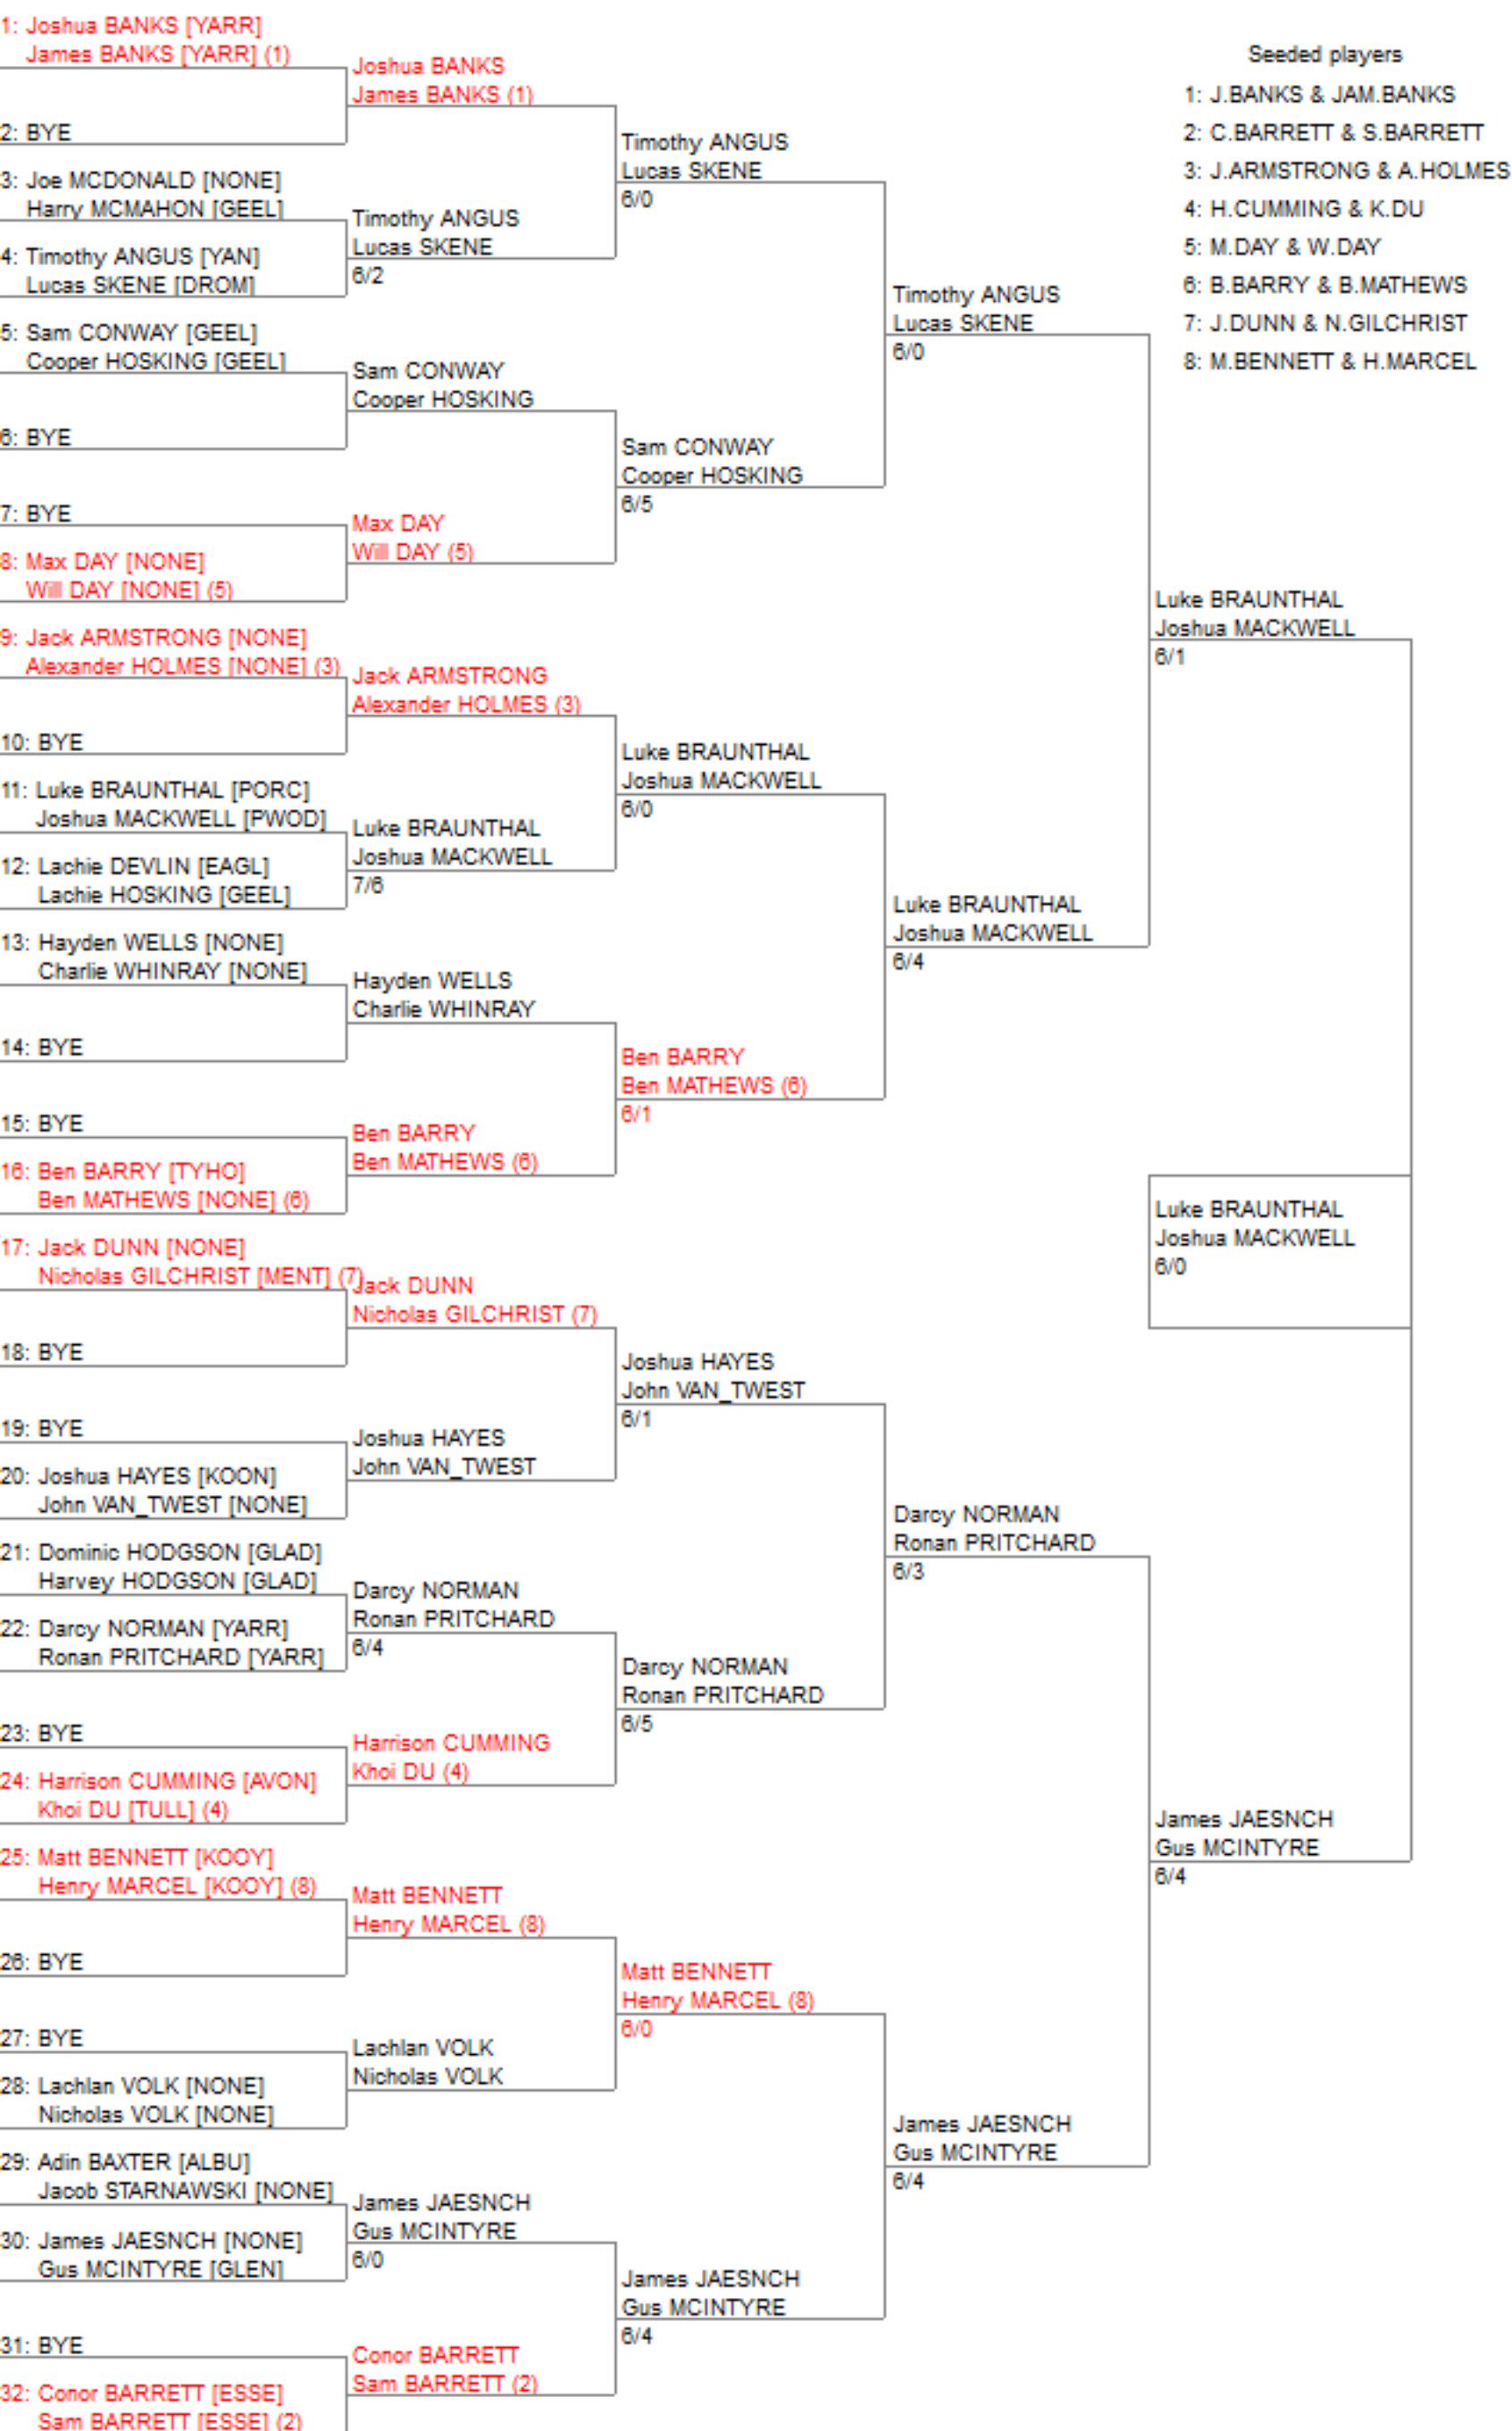 1: Joshua BANKS [YARR]
James BANKS [YARR] (1)
2: BYE
3: Joe MCDONALD [NONE]
Harry MCMAHON [GEEL]
4: Timothy ANGUS [YAN]
Lucas SKENE [DROM]
5: Sam CONWAY [GEEL]
Cooper HOSKING [GEEL]
6: BYE
7: BYE
8: Max DAY [NONE]
Will DAY [NONE] (5)
9: Jack ARMSTRONG [NONE]
Alexander HOLMES [NONE] (3)
10: BYE
11: Luke BRAUNTHAL [PORC]
Joshua MACKWELL [PWOD]
12: Lachie DEVLIN [EAGL]
Lachie HOSKING [GEEL]
13: Hayden WELLS [NONE]
Charlie WHINRAY [NONE]
14: BYE
15: BYE
16: Ben BARRY [TYHO]
Ben MATHEWS [NONE] (6)
17: Jack DUNN [NONE]
Nicholas GILCHRIST [MENT] (7)
18: BYE
19: BYE
20: Joshua HAYES [KOON]
John VAN_TWEST [NONE]
21: Dominic HODGSON [GLAD]
Harvey HODGSON [GLAD]
22: Darcy NORMAN [YARR]
Ronan PRITCHARD [YARR]
23: BYE
24: Harrison CUMMING [AVON]
Khoi DU [TULL] (4)
25: Matt BENNETT [KOOY]
Henry MARCEL [KOOY] (8)
26: BYE
27: BYE
28: Lachlan VOLK [NONE]
Nicholas VOLK [NONE]
29: Adin BAXTER [ALBU]
Jacob STARNAWSKI [NONE]
30: James JAESNCH [NONE]
Gus MCINTYRE [GLEN]
31: BYE
32: Conor BARRETT [ESSE]
Sam BARRETT [ESSE] (2)
Joshua BANKS
James BANKS (1)
Timothy ANGUS
Lucas SKENE
6/2
Sam CONWAY
Cooper HOSKING
Max DAY
Will DAY (5)
Jack ARMSTRONG
Alexander HOLMES (3)
Luke BRAUNTHAL
Joshua MACKWELL
7/6
Hayden WELLS
Charlie WHINRAY
Ben BARRY
Ben MATHEWS (6)
Jack DUNN
Nicholas GILCHRIST (7)
Joshua HAYES
John VAN_TWEST
Darcy NORMAN
Ronan PRITCHARD
6/4
Harrison CUMMING
Khoi DU (4)
Matt BENNETT
Henry MARCEL (8)
Lachlan VOLK
Nicholas VOLK
James JAESNCH
Gus MCINTYRE
6/0
Conor BARRETT
Sam BARRETT (2)
Timothy ANGUS
Lucas SKENE
6/0
Sam CONWAY
Cooper HOSKING
6/5
Luke BRAUNTHAL
Joshua MACKWELL
6/0
Ben BARRY
Ben MATHEWS (6)
6/1
Joshua HAYES
John VAN_TWEST
6/1
Darcy NORMAN
Ronan PRITCHARD
6/5
Matt BENNETT
Henry MARCEL (8)
6/0
James JAESNCH
Gus MCINTYRE
6/4
Timothy ANGUS
Lucas SKENE
6/0
Luke BRAUNTHAL
Joshua MACKWELL
6/4
Darcy NORMAN
Ronan PRITCHARD
6/3
James JAESNCH
Gus MCINTYRE
6/4
Luke BRAUNTHAL
Joshua MACKWELL
6/1
James JAESNCH
Gus MCINTYRE
6/4
Luke BRAUNTHAL
Joshua MACKWELL
6/0
Seeded players
1: J.BANKS & JAM.BANKS
2: C.BARRETT & S.BARRETT
3: J.ARMSTRONG & A.HOLMES
4: H.CUMMING & K.DU
5: M.DAY & W.DAY
6: B.BARRY & B.MATHEWS
7: J.DUNN & N.GILCHRIST
8: M.BENNETT & H.MARCEL